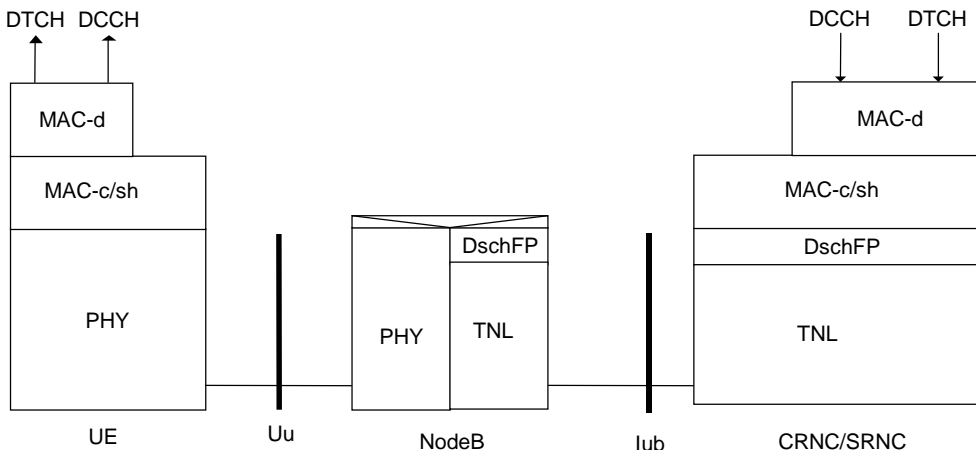 DTCH DCCH
DCCH DTCH
MAC-d
MAC-d
MAC-c/sh
MAC-c/sh
DschFP
DschFP
PHY
PHY
TNL
TNL
UE
Uu
NodeB
Iub
CRNC/SRNC